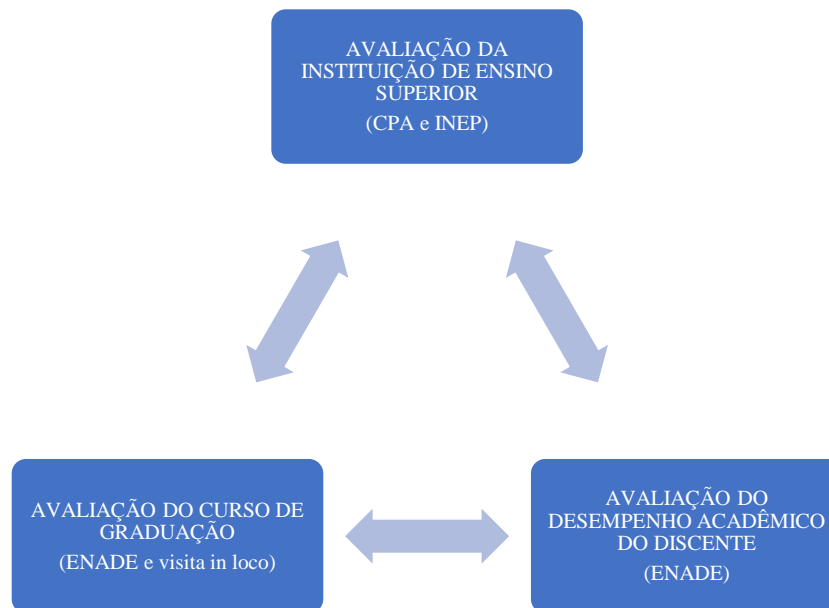 AVALIAÇÃO DA
INSTITUIÇÃO DE ENSINO
SUPERIOR
(CPA e INEP)
AVALIAÇÃO DO CURSO DE
GRADUAÇÃO
(ENADE e visita in loco)
AVALIAÇÃO DO
DESEMPENHO ACADÊMICO
DO DISCENTE
(ENADE)